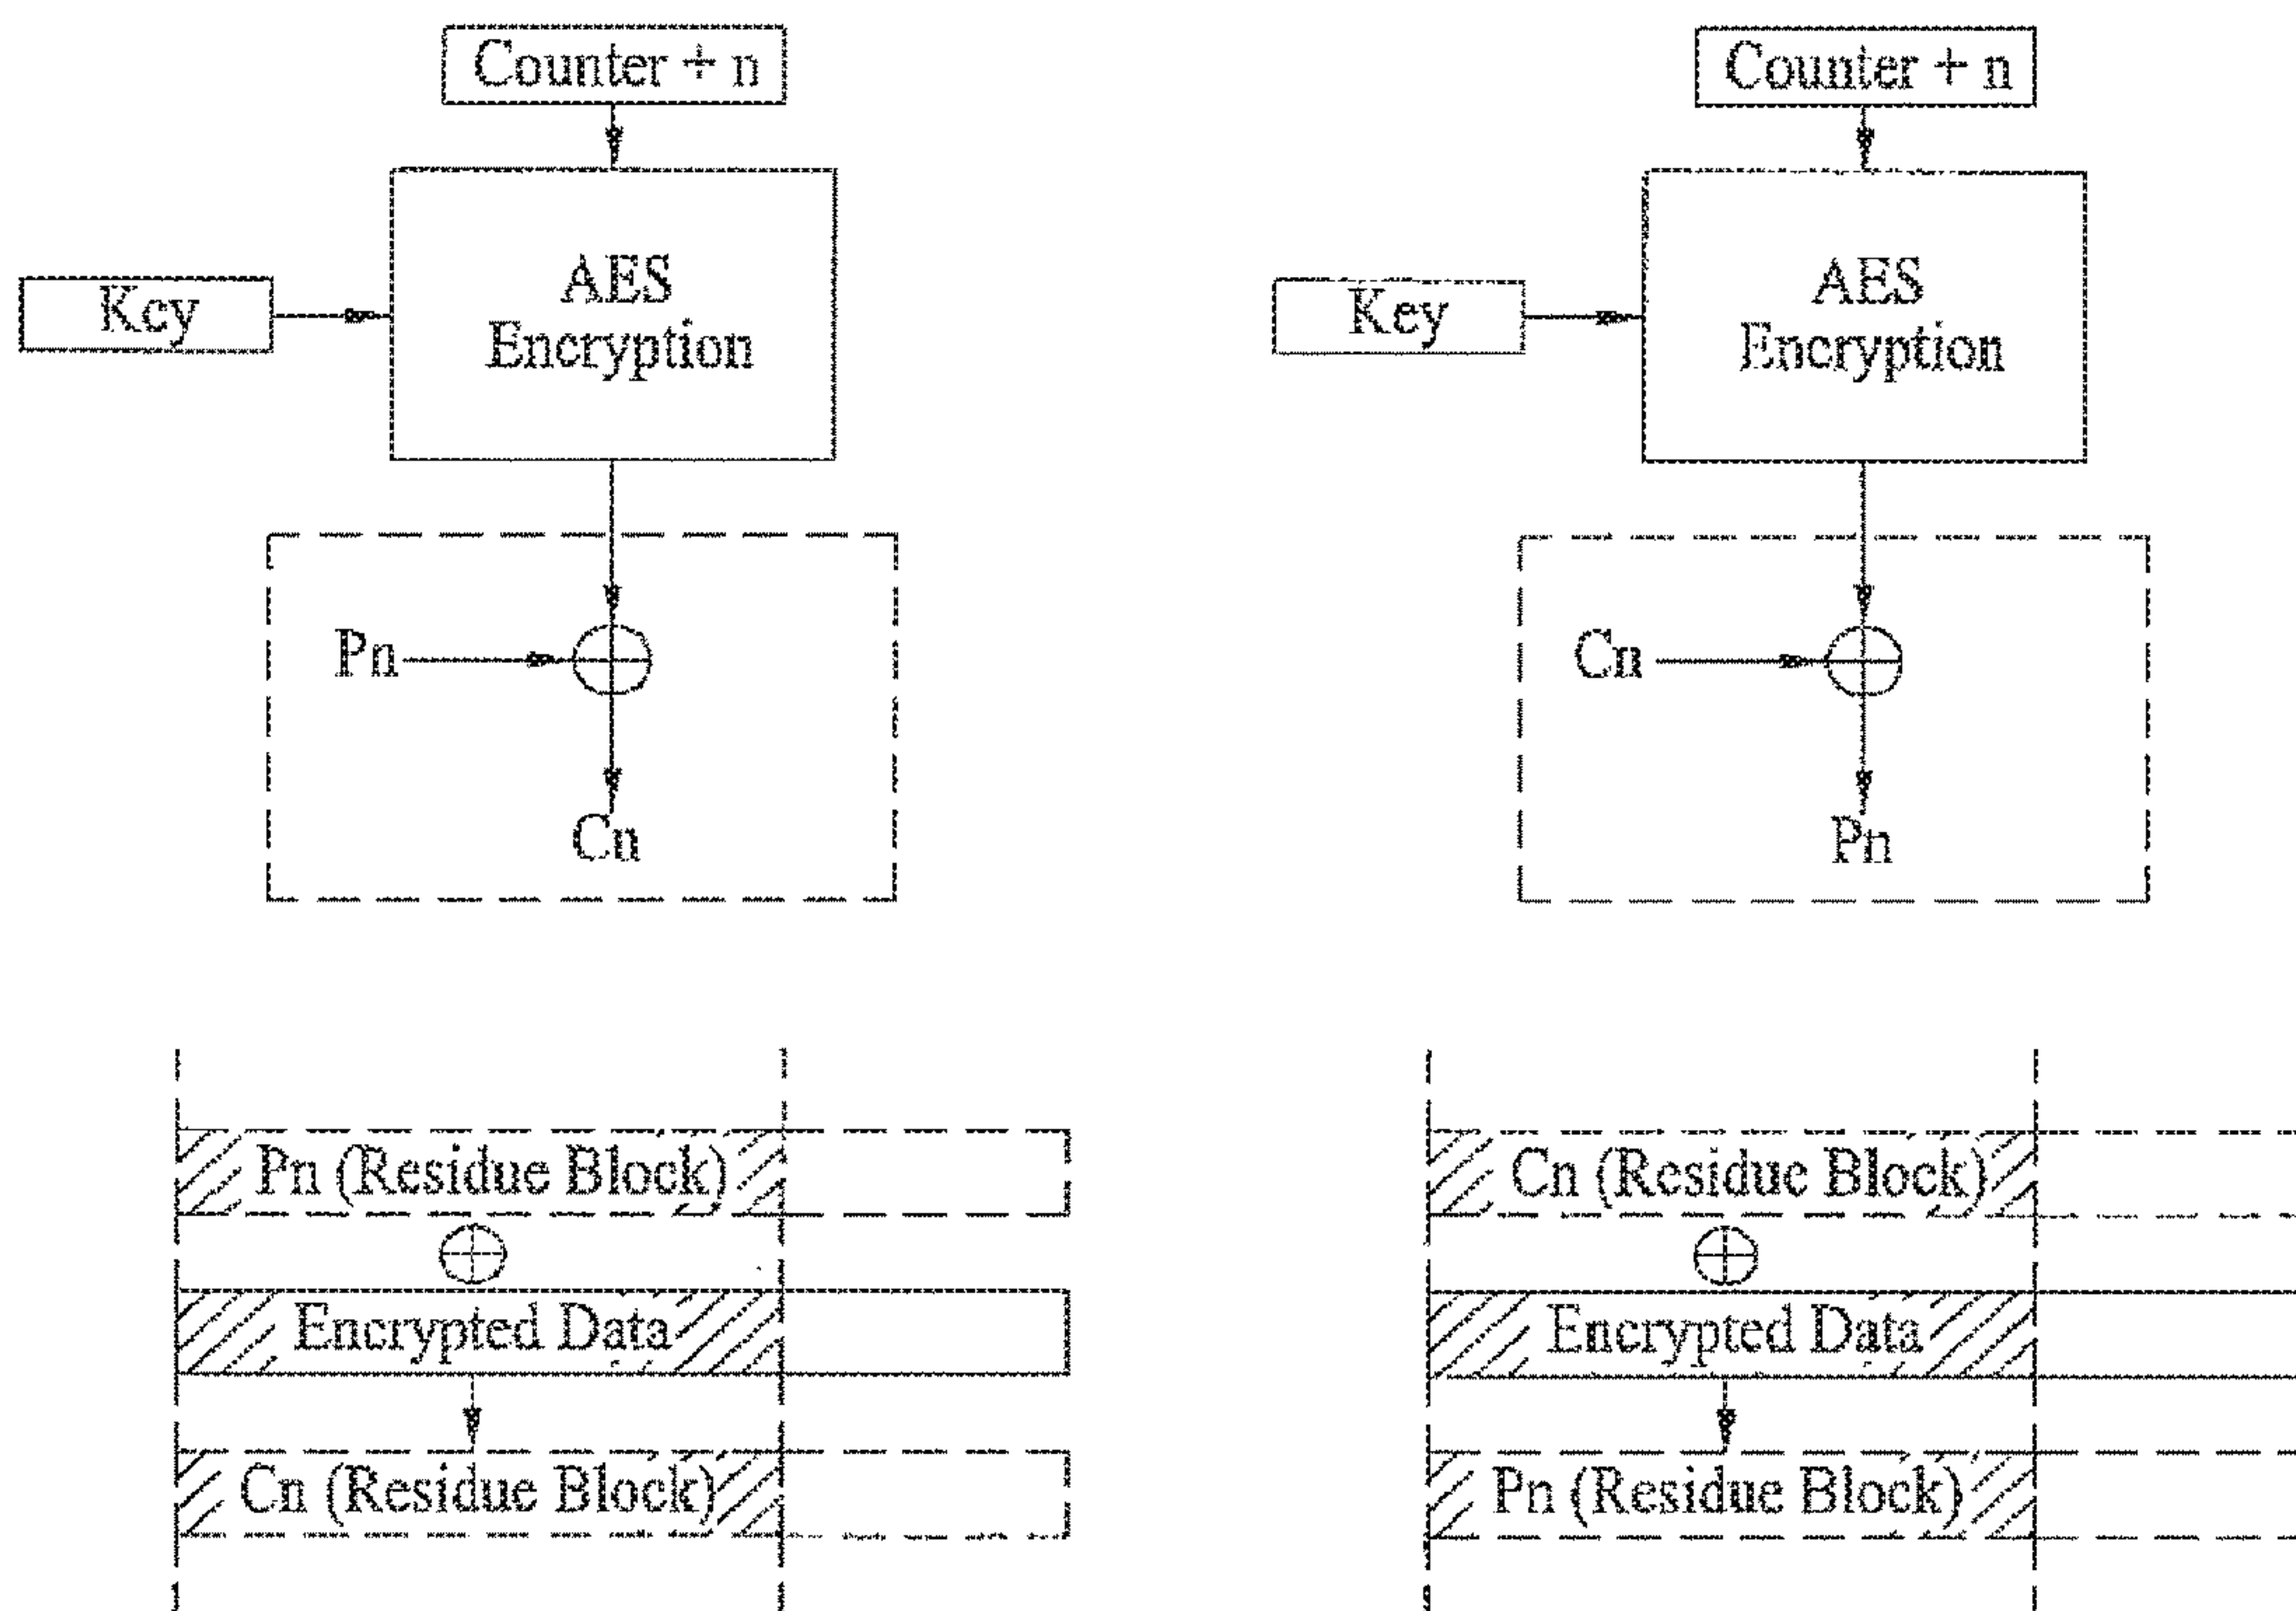 Counter + n
Key
AES
Encryption
Pn
Cn
Pn (Residue Block)
Encrypted Data
Cn (Residue Block)
Counter + n
Key
AES
Encryption
Cn
Pn
Cn (Residue Block)
Encrypted Data
Pn (Residue Block)